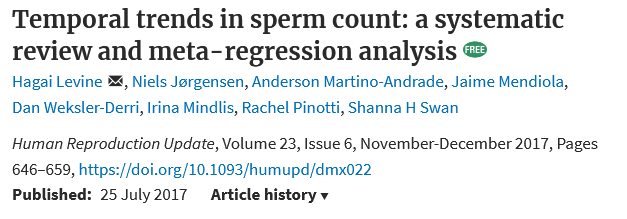 Temporal trends in sperm count: a systematic
review and meta-regression analysis FREE
Hagai Levine, Niels Jørgensen, Anderson Martino-Andrade, Jaime Mendiola,
Dan Weksler-Derri, Irina Mindlis, Rachel Pinotti, Shanna H Swan
Human Reproduction Update, Volume 23, Issue 6, November-December 2017, Pages
646–659, https://doi.org/10.1093/humupd/dmx022
Published: 25 July 2017 Article history